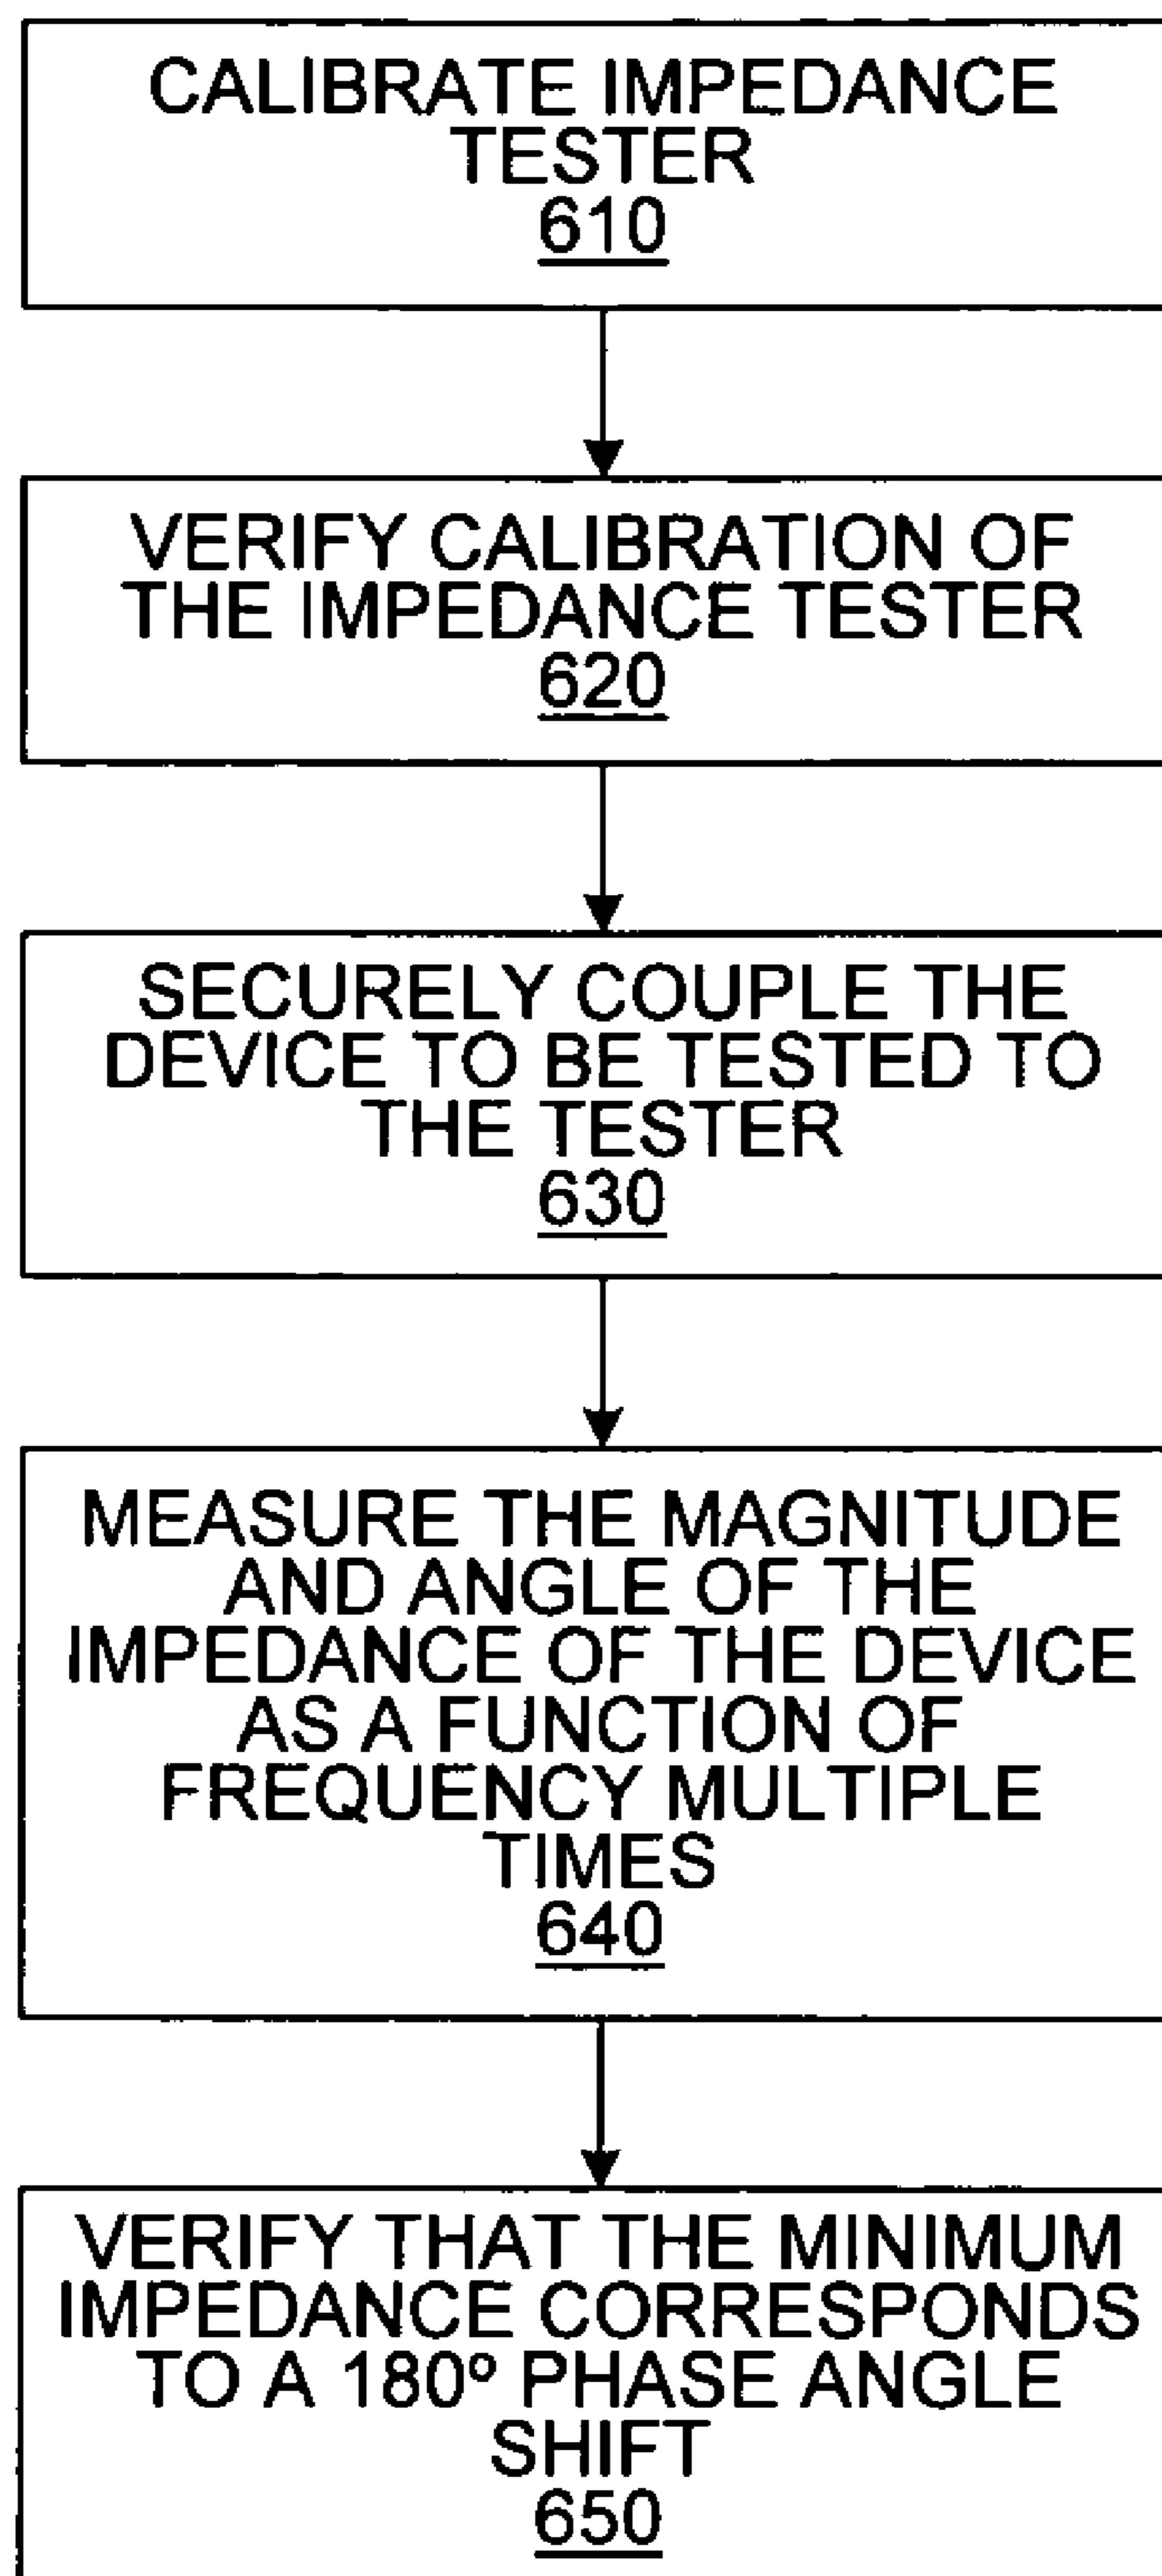 CALIBRATE IMPEDANCE
TESTER
610
VERIFY CALIBRATION OF
THE IMPEDANCE TESTER
620
SECURELY COUPLE THE
DEVICE TO BE TESTED TO
THE TESTER
630
MEASURE THE MAGNITUDE
AND ANGLE OF THE
IMPEDANCE OF THE DEVICE
AS A FUNCTION OF
FREQUENCY MULTIPLE
TIMES
640
VERIFY THAT THE MINIMUM
IMPEDANCE CORRESPONDS
TO A 180º PHASE ANGLE
SHIFT
650